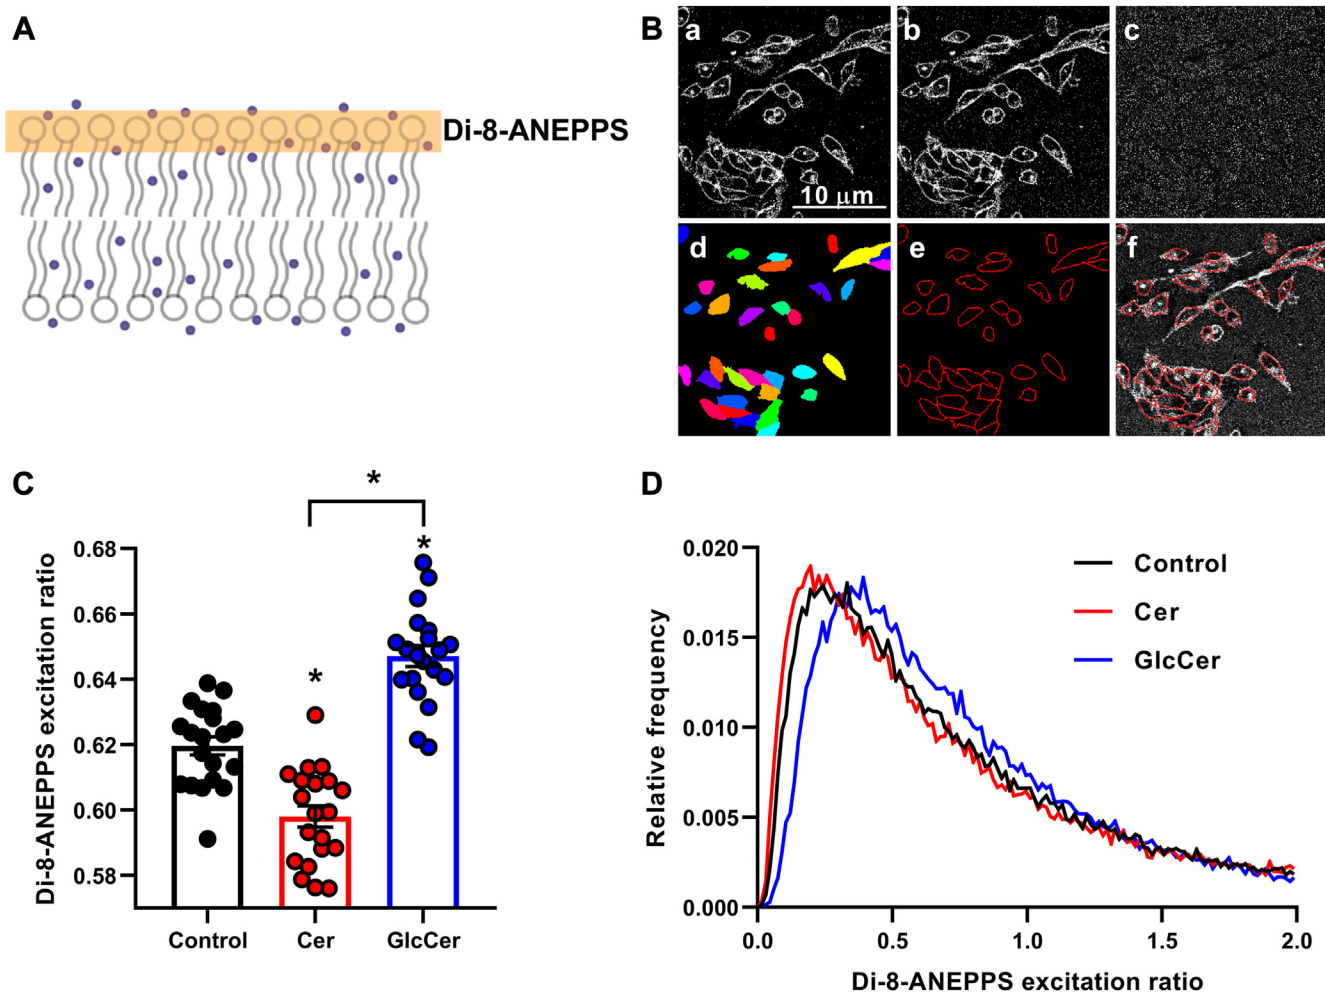 A
Di-8-ANEPPS
B
a
b
c
10 µm
d
e
f
C
*
*
*
Di-8-ANEPPS excitation ratio
0.68
0.66
0.64
0.62
0.60
0.58
Control
Cer
GlcCer
D
Relative frequency
0.020
0.015
0.010
0.005
0.000
Control
Cer
GlcCer
0.0
0.5
1.0
1.5
2.0
Di-8-ANEPPS excitation ratio